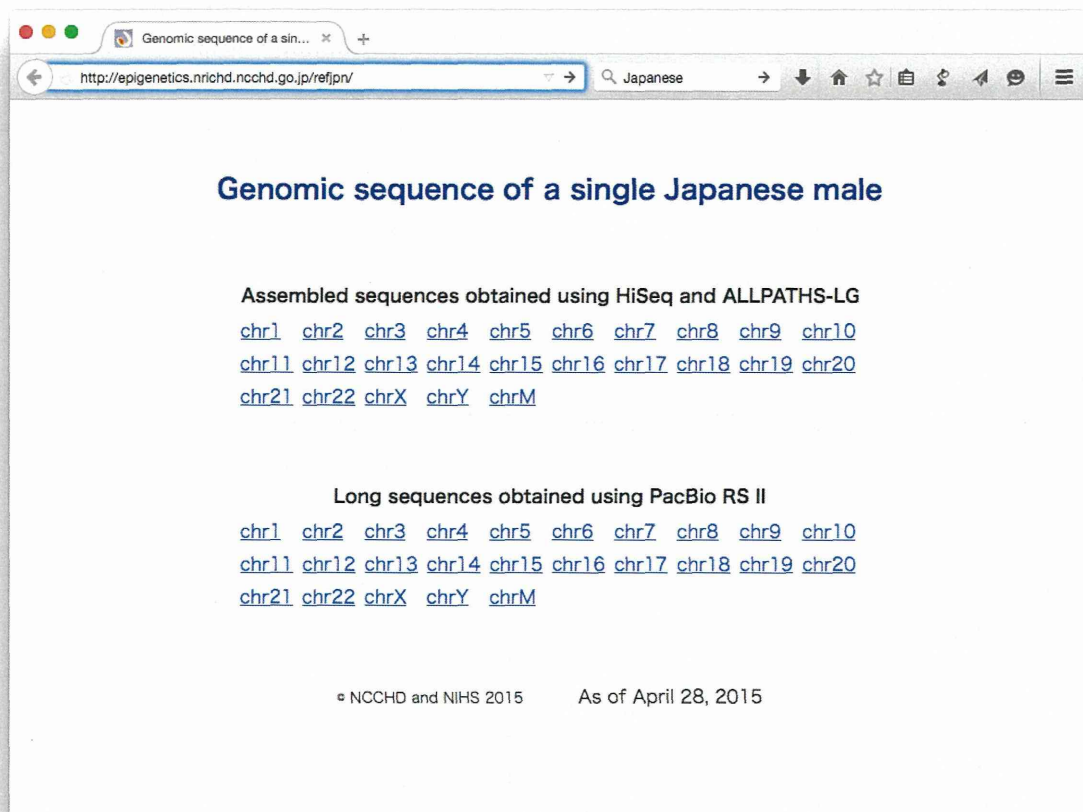 Genomic sequence of a sin...
http://epigenetics.nrichd.ncchd.go.jp/refjpn/
Japanese
Genomic sequence of a single Japanese male
Assembled sequences obtained using HiSeq and ALLPATHS-LG
chr1 chr2 chr3 chr4 chr5 chr6 chr7 chr8 chr9 chr10
chr11 chr12 chr13 chr14 chr15 chr16 chr17 chr18 chr19 chr20
chr21 chr22 chrX chrY chrM
Long sequences obtained using PacBio RS II
chr1 chr2 chr3 chr4 chr5 chr6 chr7 chr8 chr9 chr10
chr11 chr12 chr13 chr14 chr15 chr16 chr17 chr18 chr19 chr20
chr21 chr22 chrX chrY chrM
© NCCHD and NIHS 2015 As of April 28, 2015